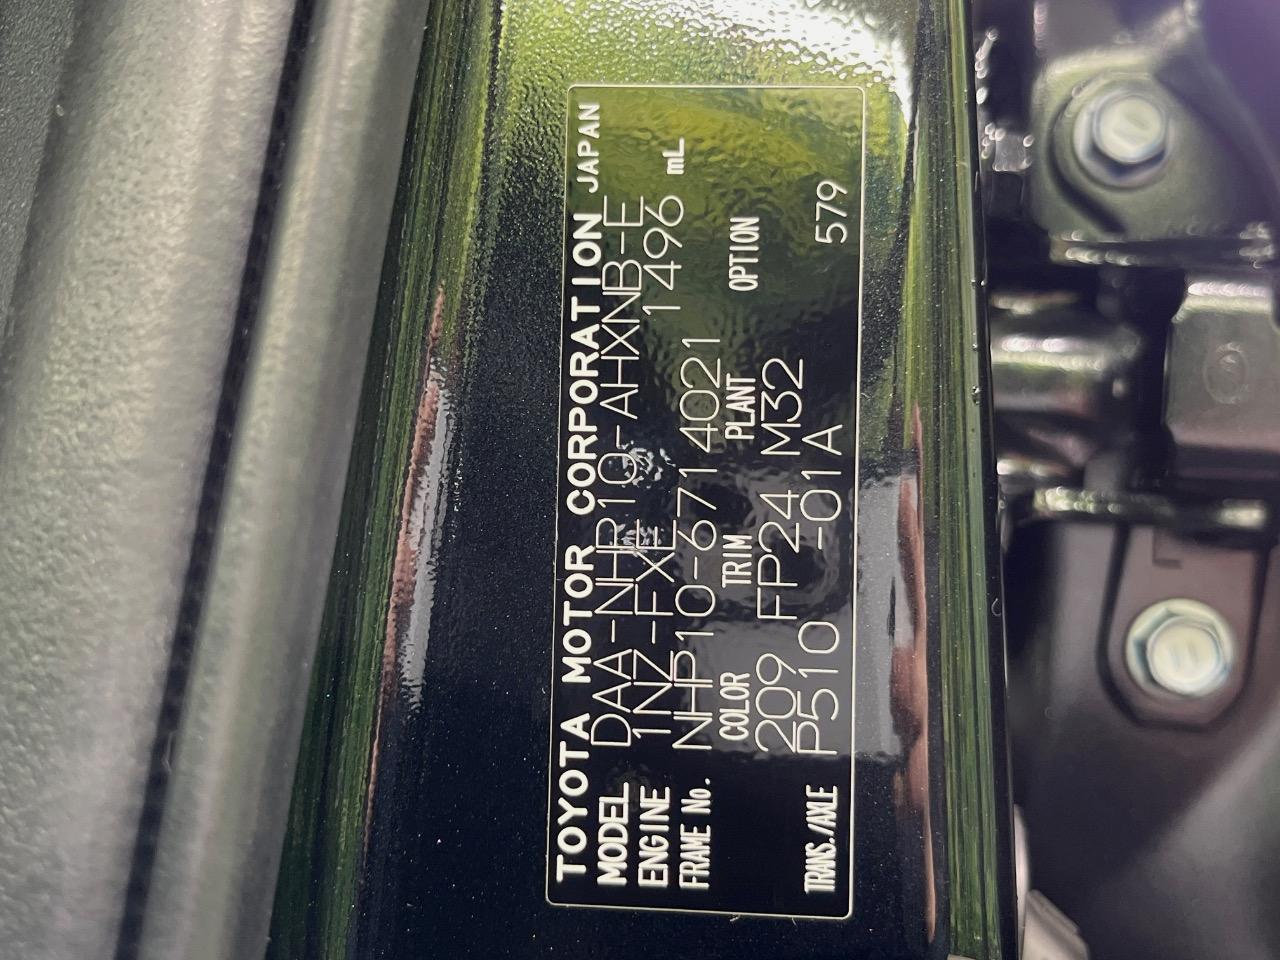 TOYOTA MOTOR CORPORATION JAPAN
MODEL DAA-NHP10-AHXNB-E
ENGINE 1NZ-FXE 1496 mL
FRAME No. NHP10-6714021
COLOR TRIM PLANT OPTION
209 FP24 M32
TRANS./AXLE P510 -01A 579